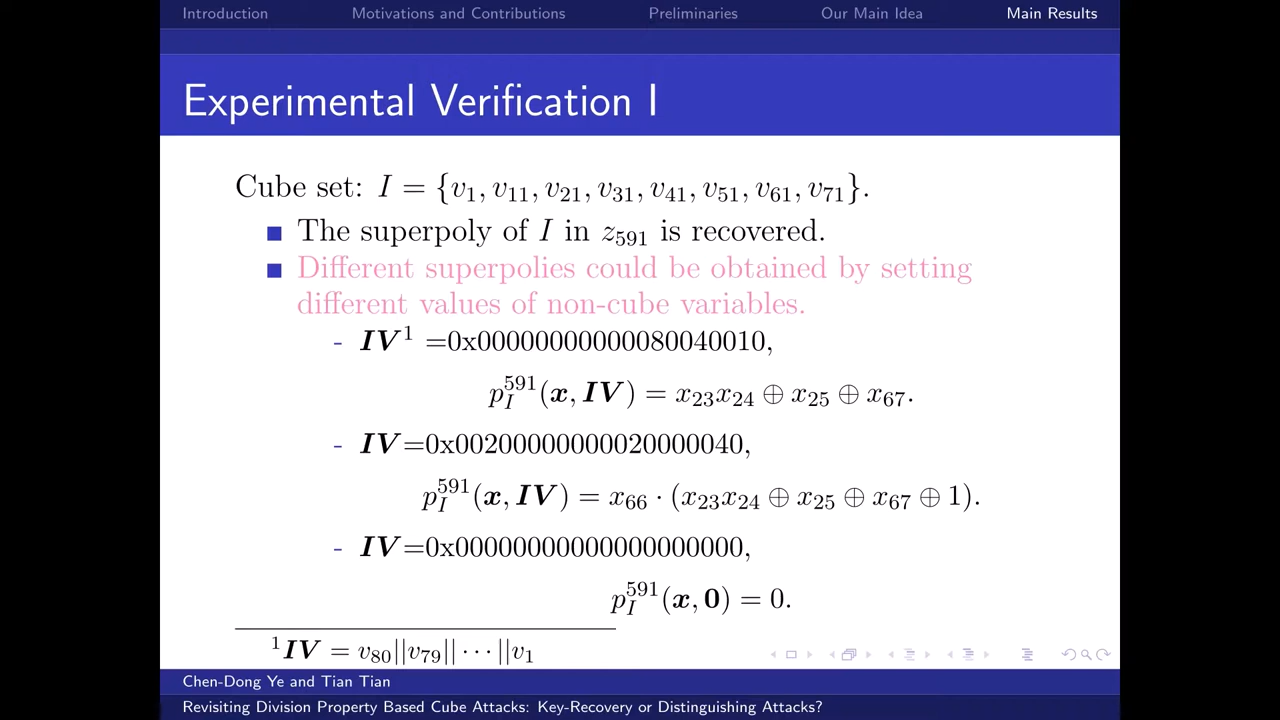 Introduction Motivations and Contributions Preliminaries Our Main Idea Main Results
Experimental Verification I
Cube set: I = {v₁, v₁₁, v₂₁, v₃₁, v₄₁, v₅₁, v₆₁, v₇₁}.
The superpoly of I in z₅₉₁ is recovered.
Different superpolies could be obtained by setting
different values of non-cube variables.
- IV¹ =0x00000000000080040010,
p_I^591(x, IV) = x₂₃x₂₄ ⊕ x₂₅ ⊕ x₆₇.
- IV=0x00200000000020000040,
p_I^591(x, IV) = x₆₆ · (x₂₃x₂₄ ⊕ x₂₅ ⊕ x₆₇ ⊕ 1).
- IV=0x00000000000000000000,
p_I^591(x, 0) = 0.
¹IV = v₈₀||v₇₉|| · · · ||v₁
Chen-Dong Ye and Tian Tian
Revisiting Division Property Based Cube Attacks: Key-Recovery or Distinguishing Attacks?